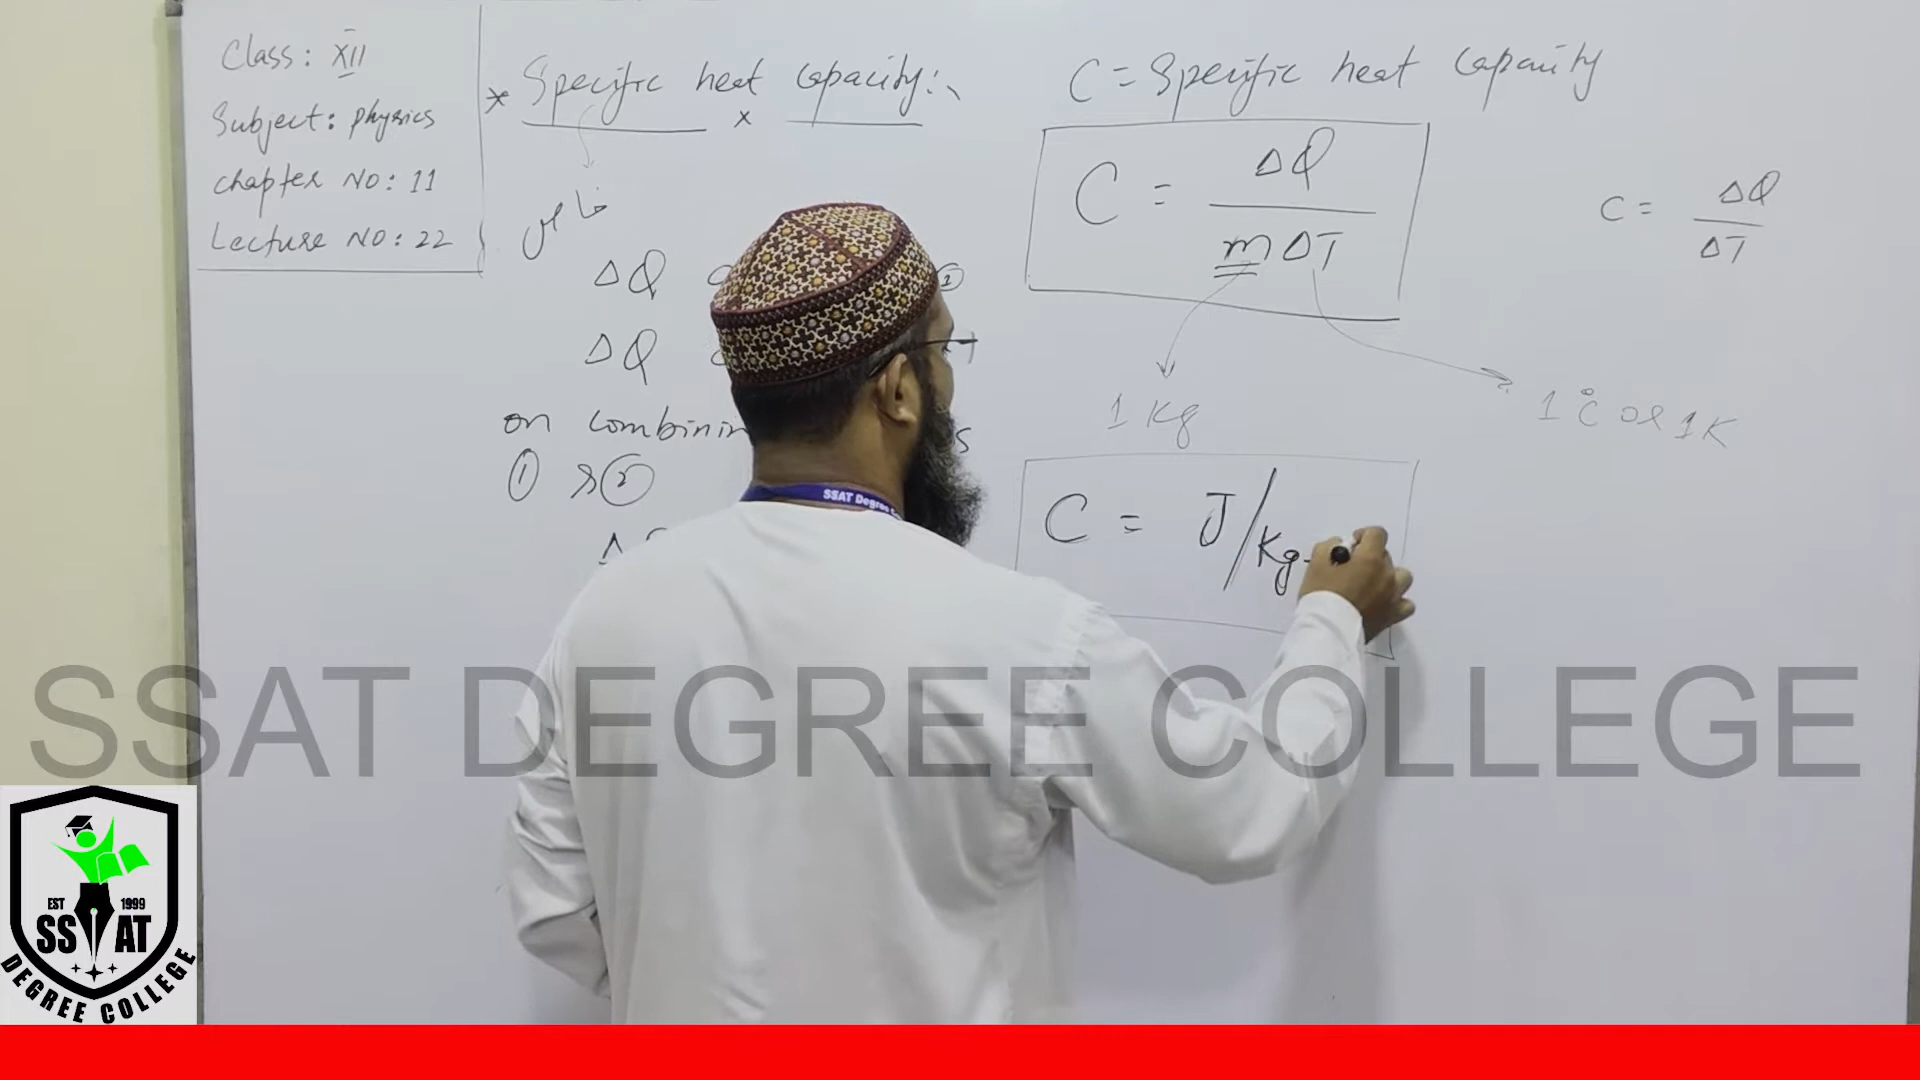 Class: XII
Subject: physics
chapter NO: 11
Lecture NO: 22
* Specific heat capacity:
x
خاص
ΔQ
ΔQ
on combinin
① & ②
C = Specific heat capacity
C = ΔQ / mΔT
C = ΔQ / ΔT
1 Kg
1°C or 1K
C = J/Kg.
SSAT Degree
SSAT DEGREE COLLEGE
EST 1999
SSAT
DEGREE COLLEGE